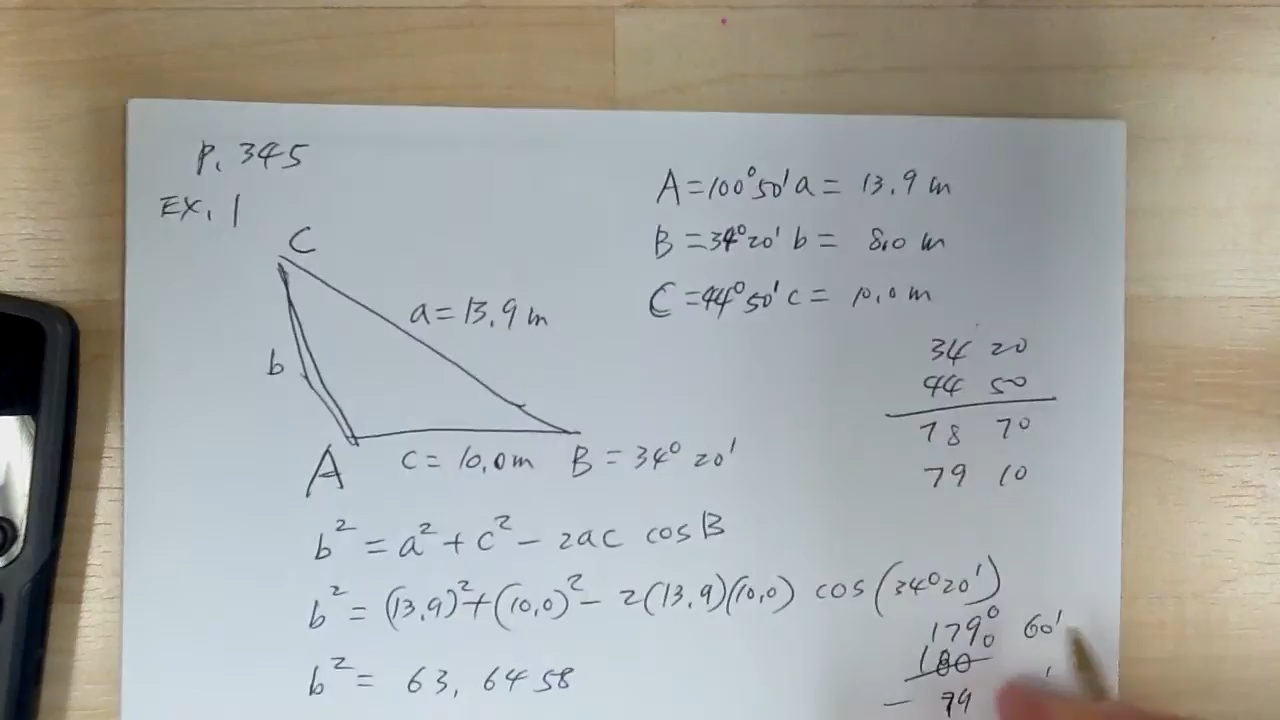 P. 345
EX. 1
A = 100°50' a = 13.9 m
B = 34°20' b = 8.0 m
C = 44°50' c = 10.0 m
C
a = 13.9 m
b
A
c = 10.0 m
B = 34° 20'
34 20
44 50
78 70
79 10
b² = a² + c² - 2ac cos B
b² = (13.9)² + (10.0)² - 2(13.9)(10.0) cos(34°20')
b² = 63.6458
179° 60'
180°
- 79